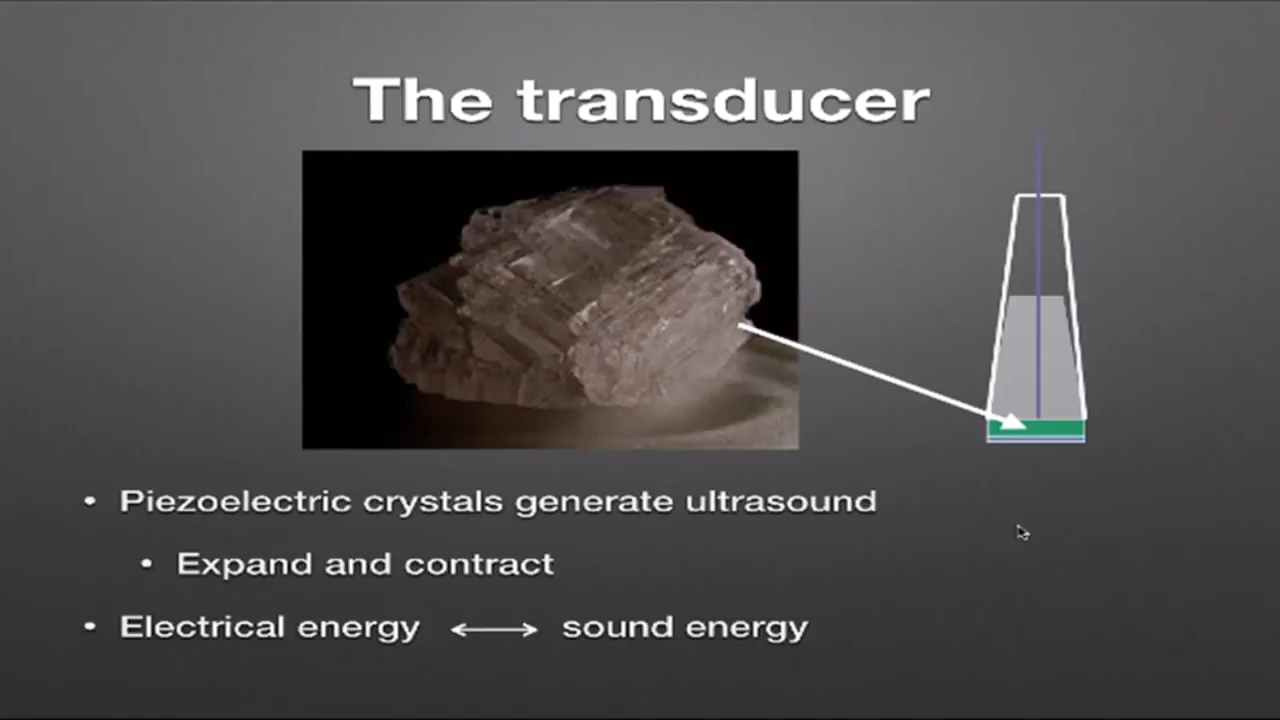 The transducer
• Piezoelectric crystals generate ultrasound
• Expand and contract
• Electrical energy ⟷ sound energy